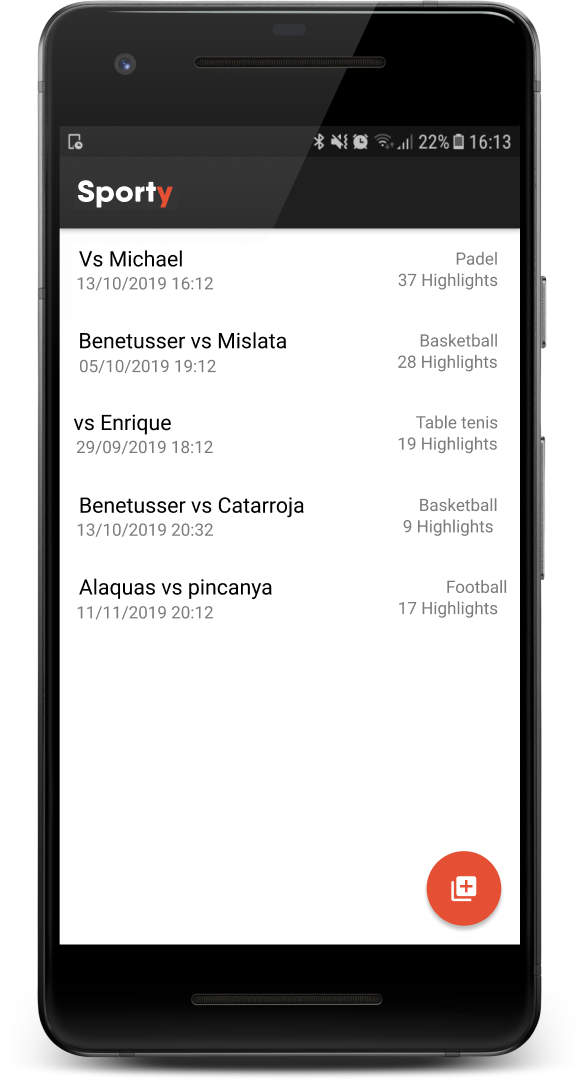 22% 16:13
Sporty
Vs Michael
Padel
13/10/2019 16:12
37 Highlights
Benetusser vs Mislata
Basketball
05/10/2019 19:12
28 Highlights
vs Enrique
Table tenis
29/09/2019 18:12
19 Highlights
Benetusser vs Catarroja
Basketball
13/10/2019 20:32
9 Highlights
Alaquas vs pincanya
Football
11/11/2019 20:12
17 Highlights